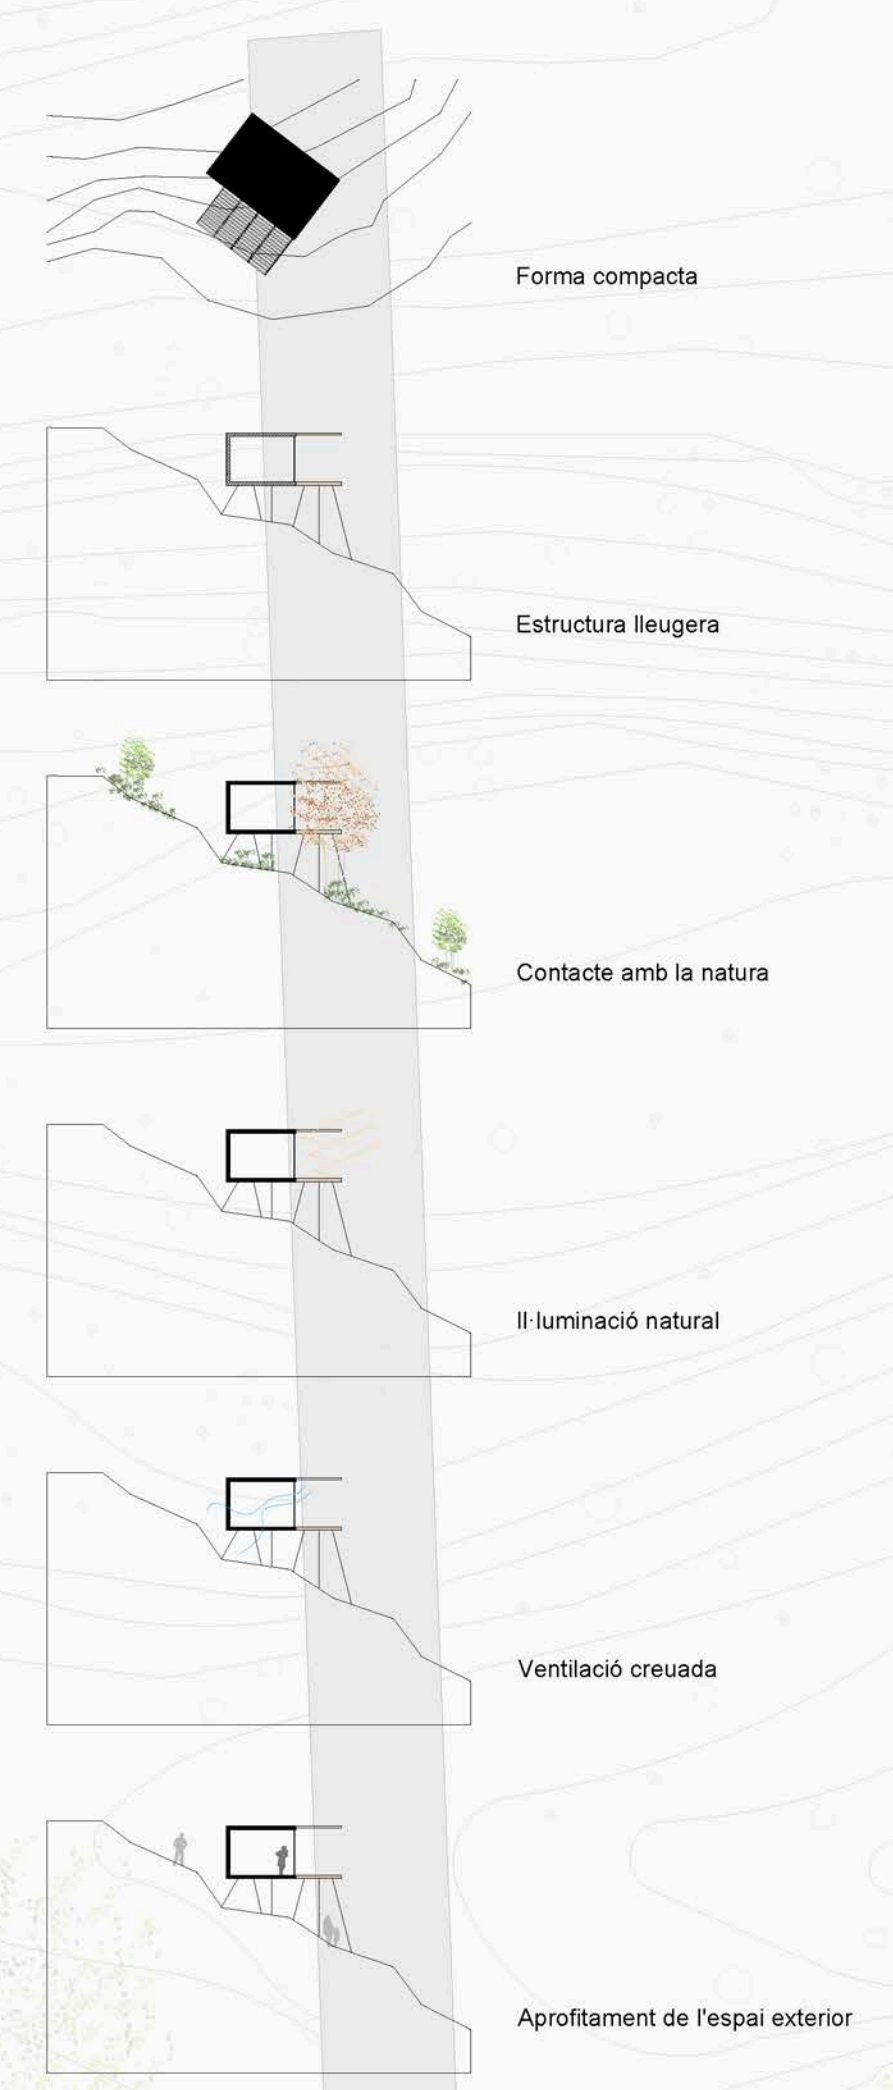 Forma compacta
Estructura lleugera
Contacte amb la natura
Il·luminació natural
Ventilació creuada
Aprofitament de l'espai exterior